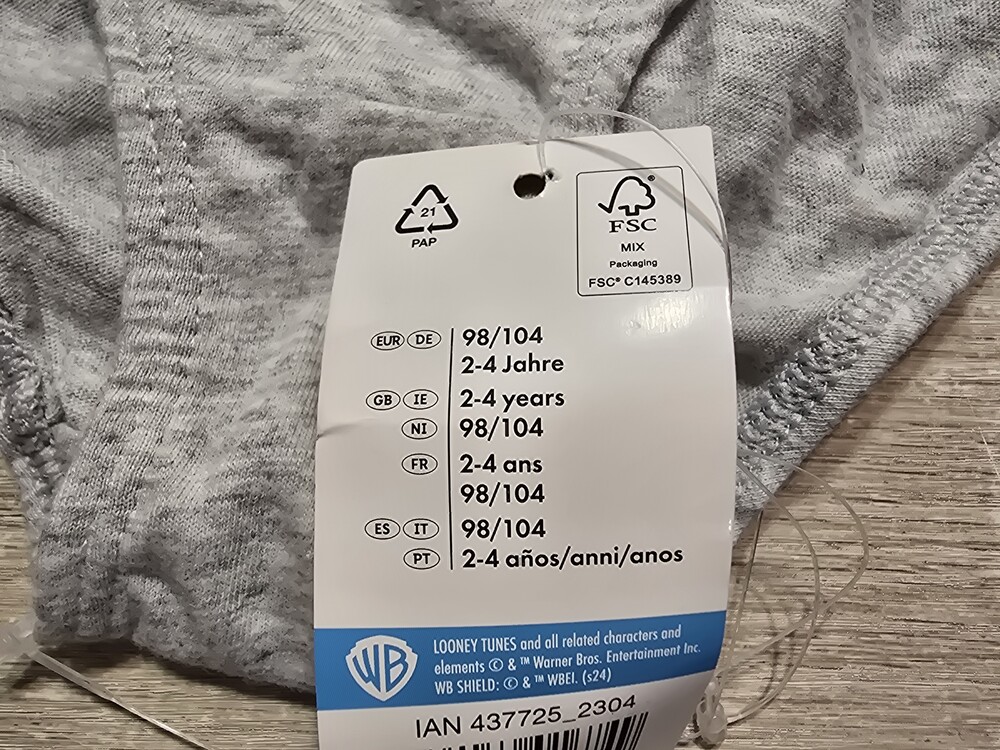 21
PAP
FSC®
MIX
Packaging
FSC® C145389
EUR DE 98/104
2-4 Jahre
GB IE 2-4 years
NI 98/104
FR 2-4 ans
98/104
ES IT 98/104
PT 2-4 años/anni/anos
WB
LOONEY TUNES and all related characters and
elements © & ™ Warner Bros. Entertainment Inc.
WB SHIELD: © & ™ WBEI. (s24)
IAN 437725_2304